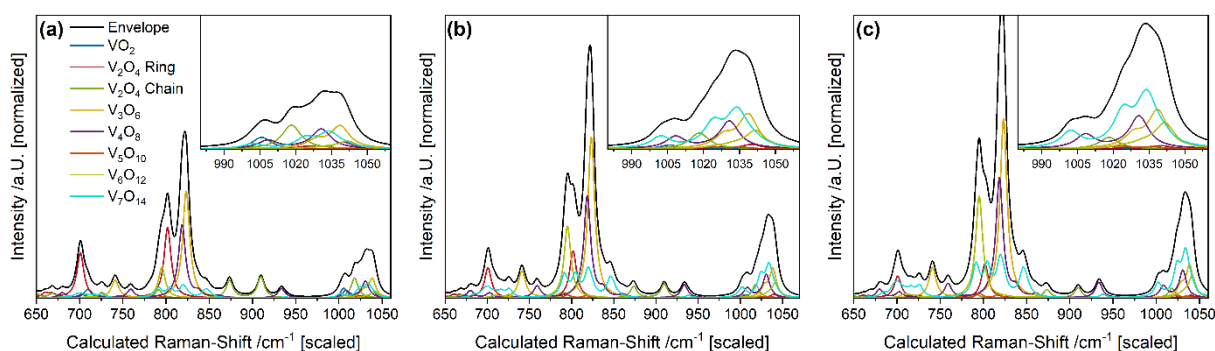 (a)
Envelope
VO2
V2O4 Ring
V2O4 Chain
V3O6
V4O8
V5O10
V6O12
V7O14
Intensity /a.U. [normalized]
990 1005 1020 1035 1050
650 700 750 800 850 900 950 1000 1050
Calculated Raman-Shift /cm-1 [scaled]
(b)
Intensity /a.U. [normalized]
990 1005 1020 1035 1050
650 700 750 800 850 900 950 1000 1050
Calculated Raman-Shift /cm-1 [scaled]
(c)
Intensity /a.U. [normalized]
990 1005 1020 1035 1050
650 700 750 800 850 900 950 1000 1050
Calculated Raman-Shift /cm-1 [scaled]